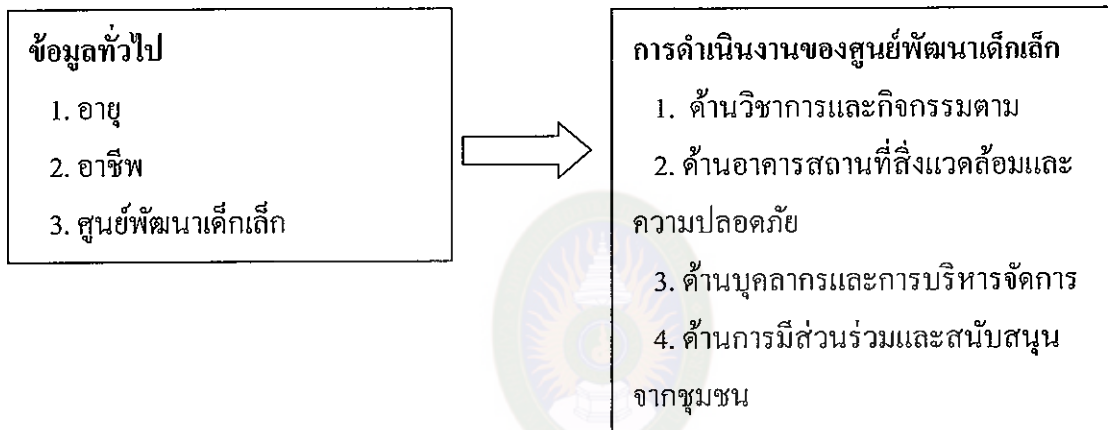 ข้อมูลทั่วไป
1. อายุ
2. อาชีพ
3. ศูนย์พัฒนาเด็กเล็ก
การดำเนินงานของศูนย์พัฒนาเด็กเล็ก
1. ด้านวิชาการและกิจกรรมตาม
2. ด้านอาคารสถานที่สิ่งแวดล้อมและ
ความปลอดภัย
3. ด้านบุคลากรและการบริหารจัดการ
4. ด้านการมีส่วนร่วมและสนับสนุน
จากชุมชน